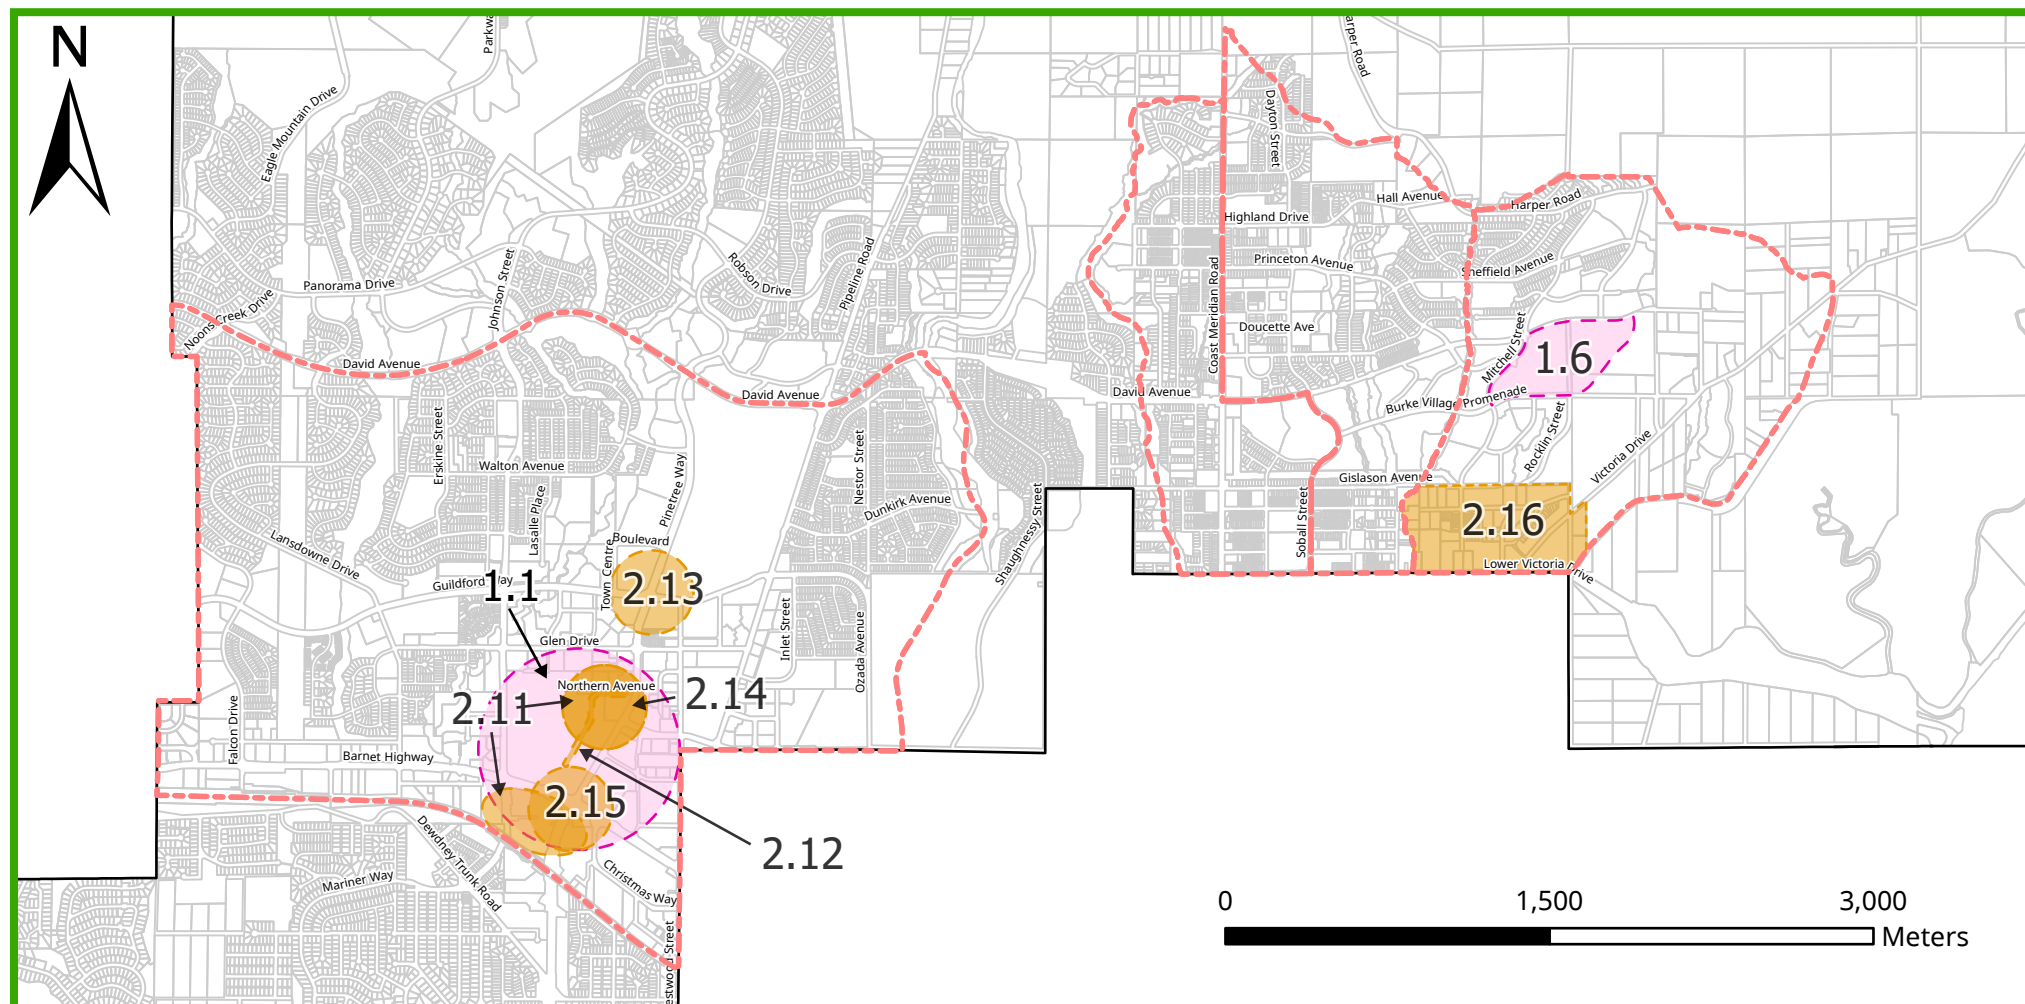 N
Parkwa
arper Road
Eagle Mountain Drive
Dayton Street
Hall Avenue
Harper Road
Highland Drive
Johnson Street
Robson Drive
Pipeline Road
Coast Meridian Road
Princeton Avenue
Sheffield Avenue
Panorama Drive
Noons Creek Drive
Doucette Ave
Mitchell Street
1.6
David Avenue
David Avenue
David Avenue
Burke Village Promenade
Erskine Street
Walton Avenue
Nestor Street
Rocklin Street
Victoria Drive
Pinetree Way
Lasalle Place
Dunkirk Avenue
Shaughnessy Street
Gislason Avenue
Soball Street
2.16
Lansdowne Drive
Town Centre Boulevard
Lower Victoria Drive
Guildford Way
1.1
2.13
Glen Drive
Inlet Street
Ozada Avenue
Northern Avenue
2.11
2.14
Falcon Drive
Barnet Highway
2.15
2.12
Dewdney Trunk Road
Mariner Way
Christmas Way
estwood Street
0 1,500 3,000
Meters